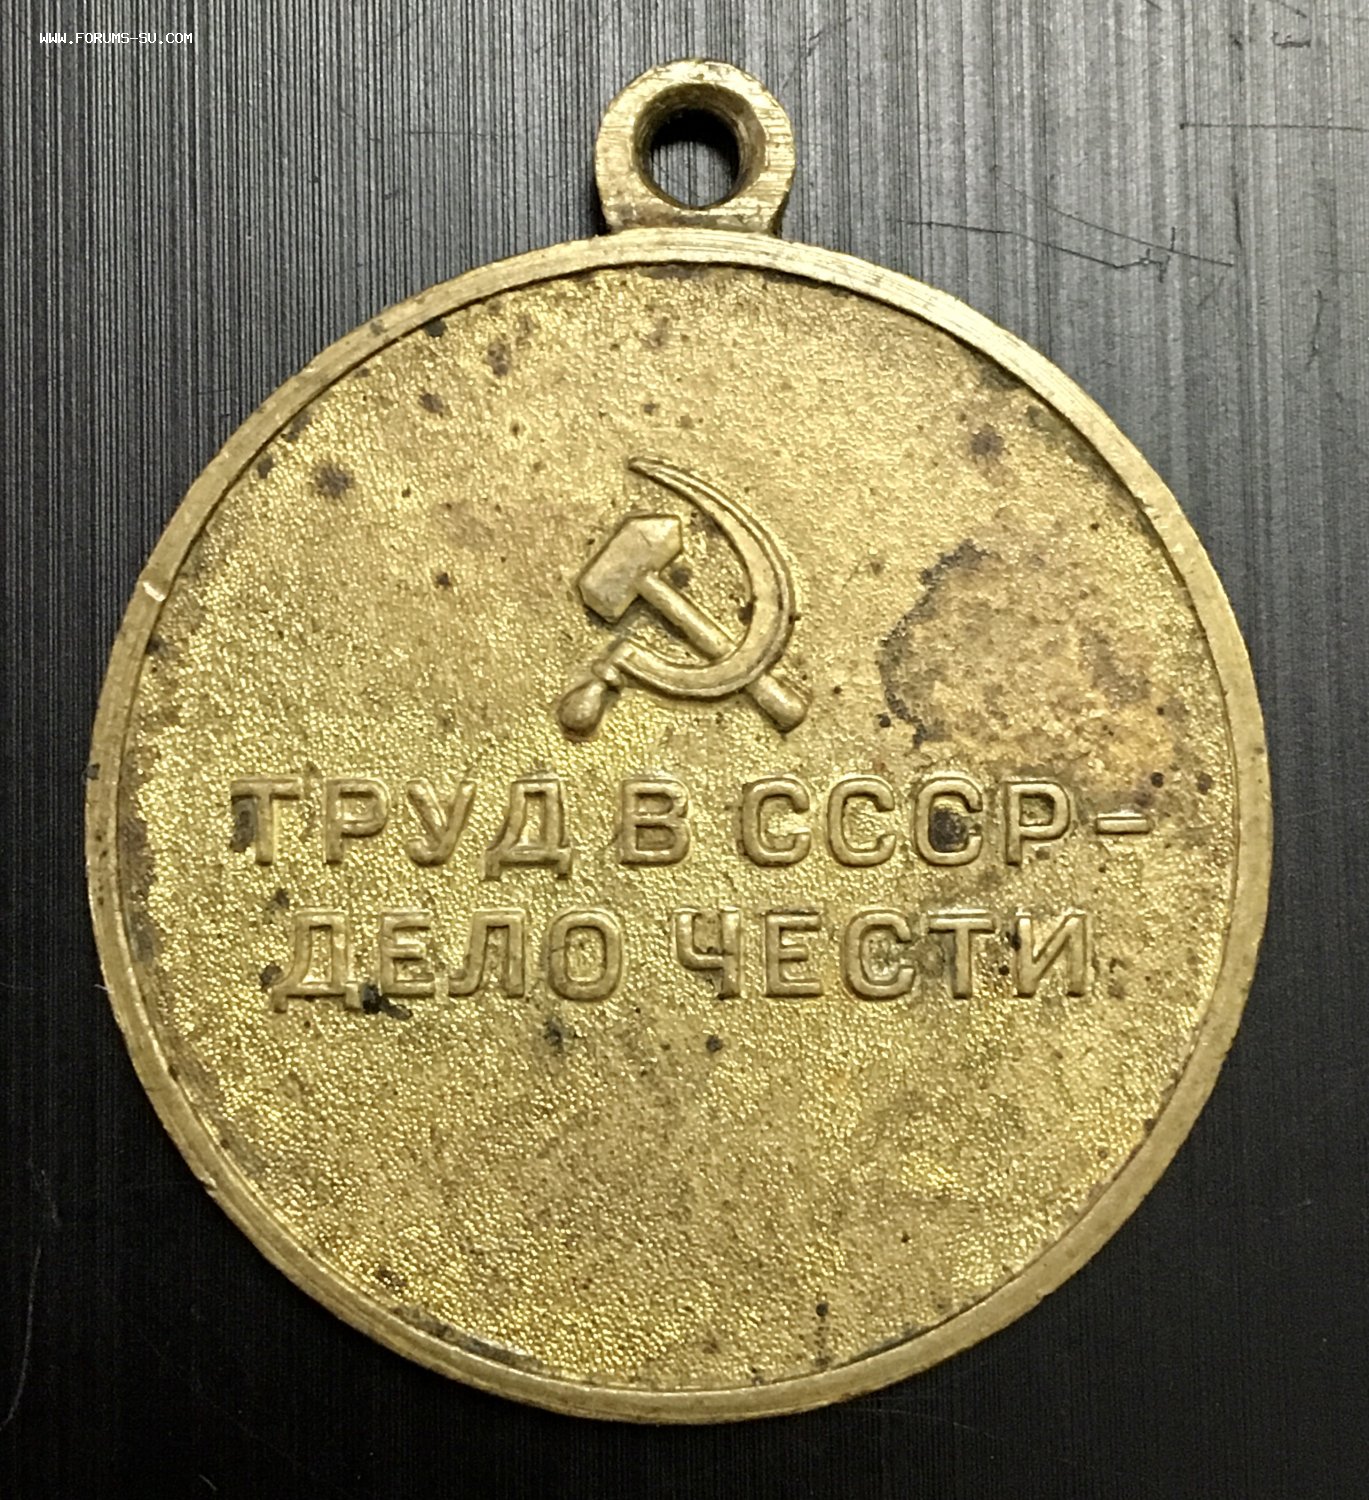 WWW.FORUMS-SU.COM
ТРУД В СССР-
ДЕЛО ЧЕСТИ